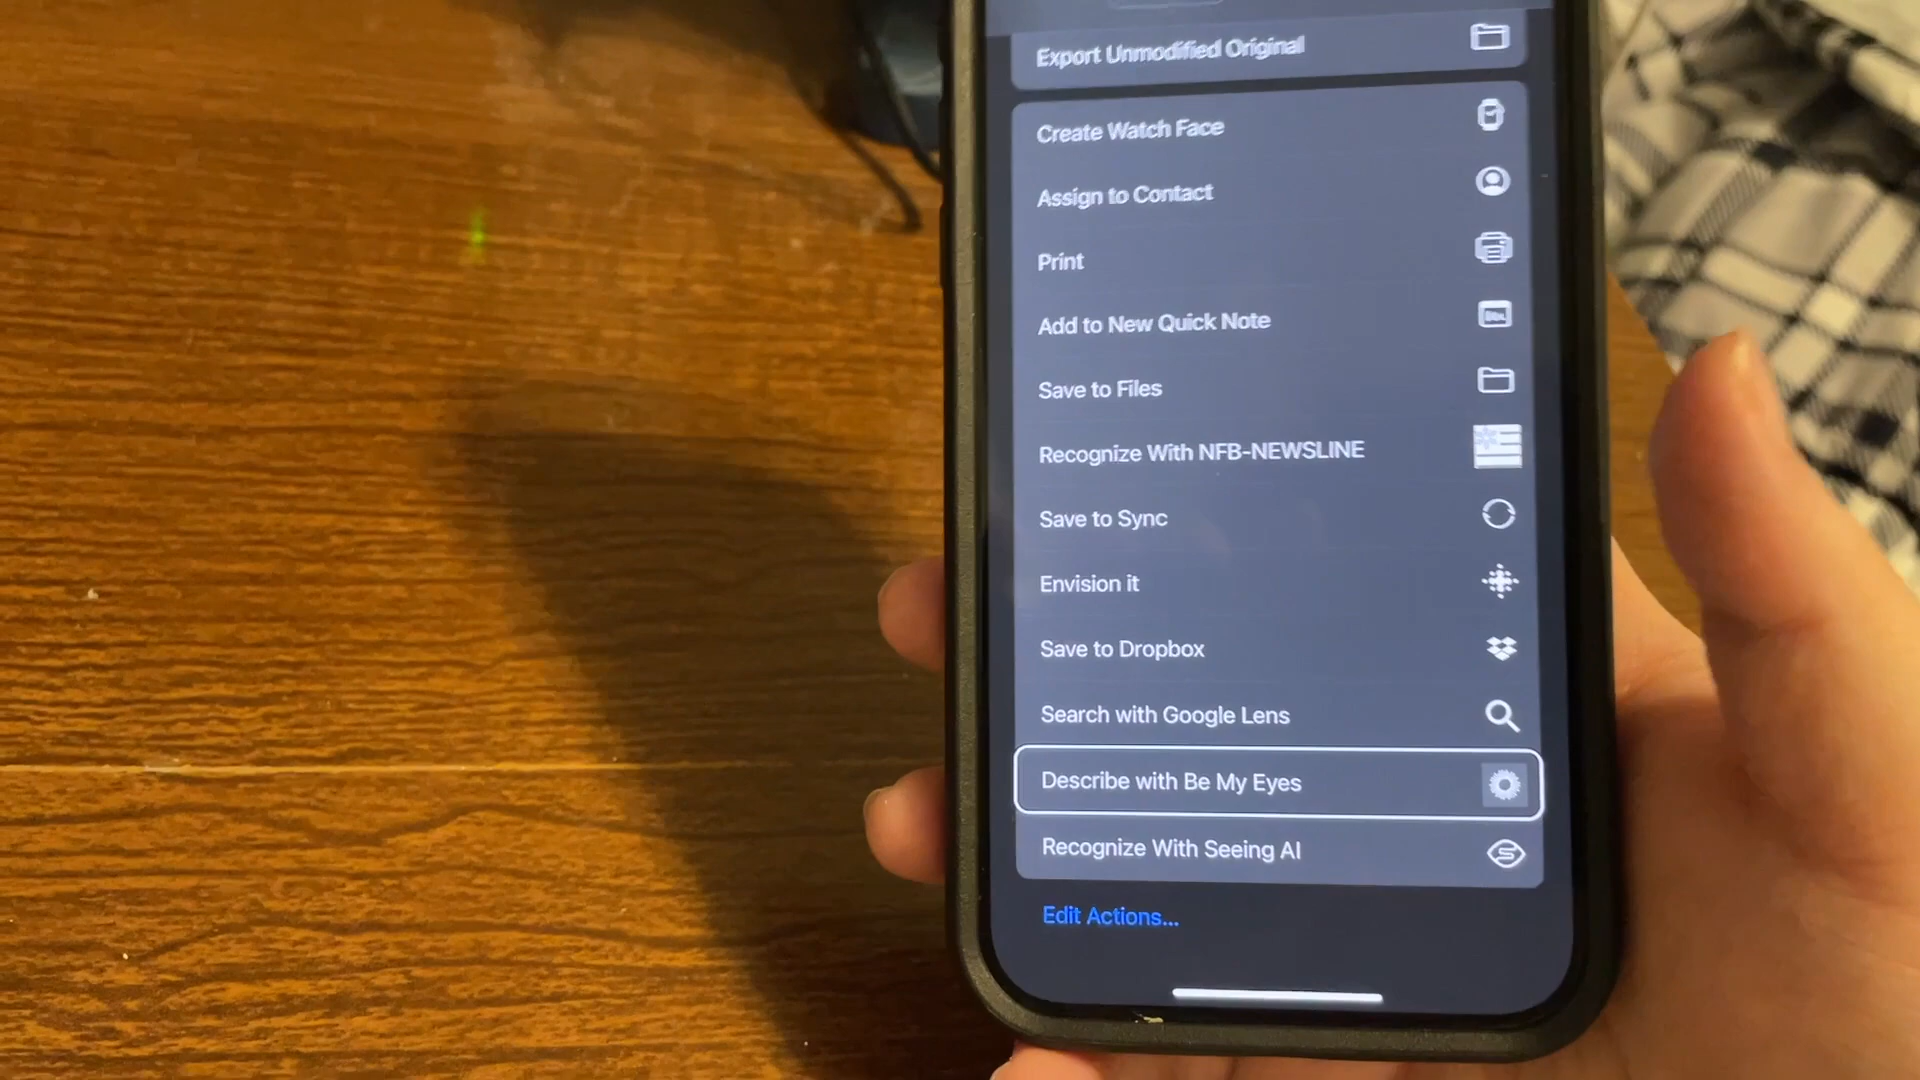 Export Unmodified Original
Create Watch Face
Assign to Contact
Print
Add to New Quick Note
Save to Files
Recognize With NFB-NEWSLINE
Save to Sync
Envision it
Save to Dropbox
Search with Google Lens
Describe with Be My Eyes
Recognize With Seeing AI
Edit Actions...